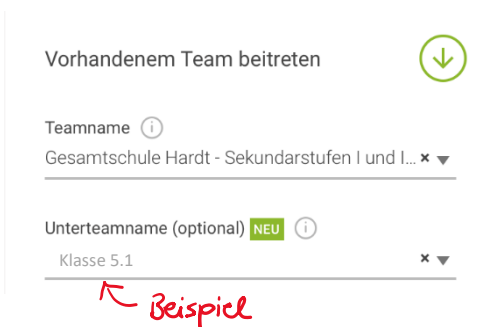 Vorhandenem Team beitreten
Teamname
Gesamtschule Hardt - Sekundarstufen I und I...
Unterteamname (optional) NEU
Klasse 5.1
Beispiel